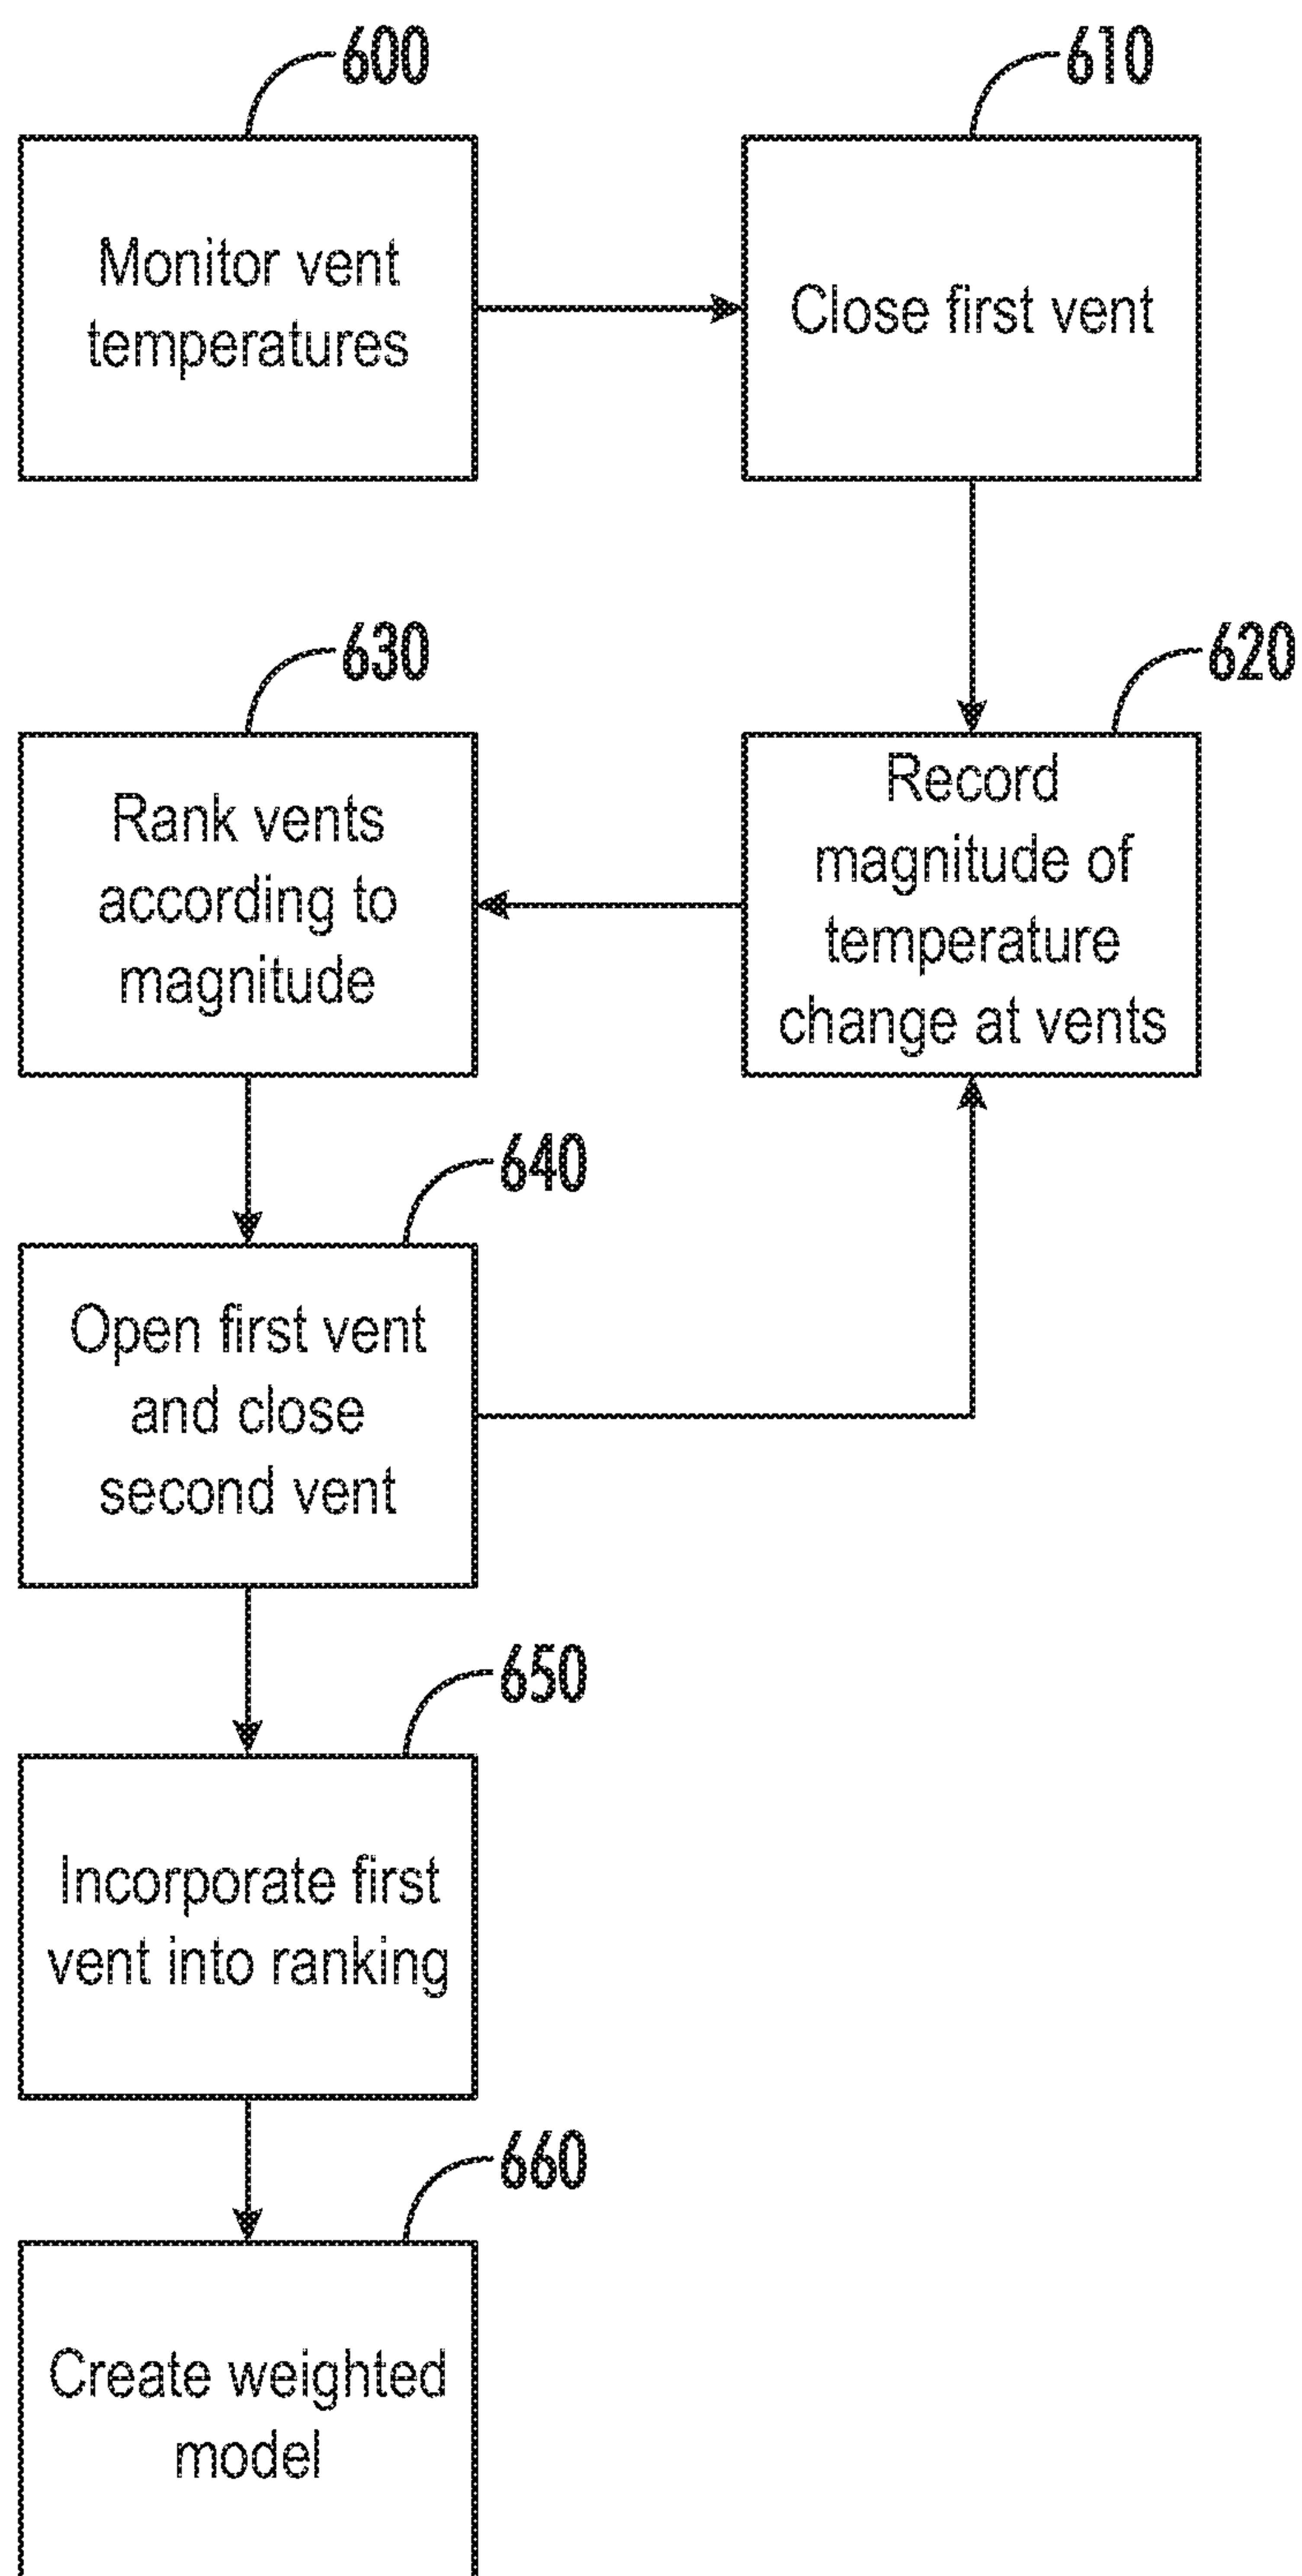 600
Monitor vent
temperatures
610
Close first vent
620
Record
magnitude of
temperature
change at vents
630
Rank vents
according to
magnitude
640
Open first vent
and close
second vent
650
Incorporate first
vent into ranking
660
Create weighted
model